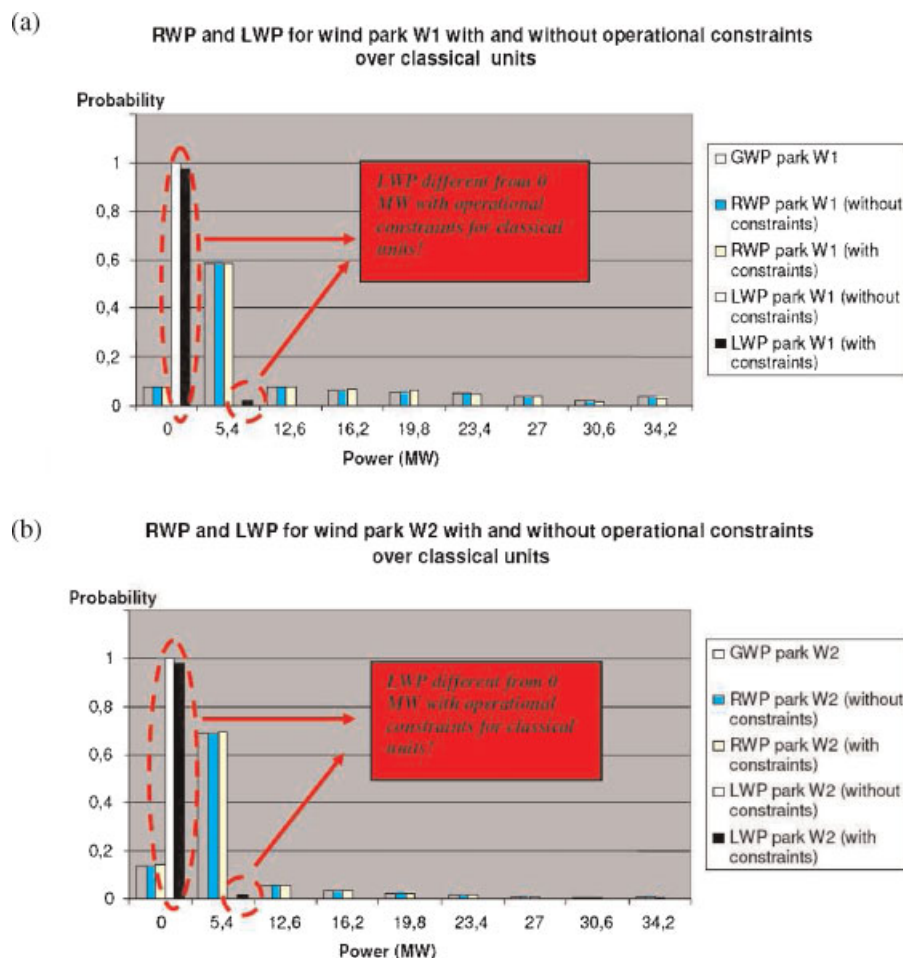 (a)
RWP and LWP for wind park W1 with and without operational constraints
over classical units
Probability
1
0,8
0,6
0,4
0,2
0
LWP different from 0
MW with operational
constraints for classical
units!
0 5,4 12,6 16,2 19,8 23,4 27 30,6 34,2
Power (MW)
GWP park W1
RWP park W1 (without
constraints)
RWP park W1 (with
constraints)
LWP park W1 (without
constraints)
LWP park W1 (with
constraints)
(b)
RWP and LWP for wind park W2 with and without operational constraints
over classical units
Probability
1
0,8
0,6
0,4
0,2
0
LWP different from 0
MW with operational
constraints for classical
units!
0 5,4 12,6 16,2 19,8 23,4 27 30,6 34,2
Power (MW)
GWP park W2
RWP park W2 (without
constraints)
RWP park W2 (with
constraints)
LWP park W2 (without
constraints)
LWP park W2 (with
constraints)